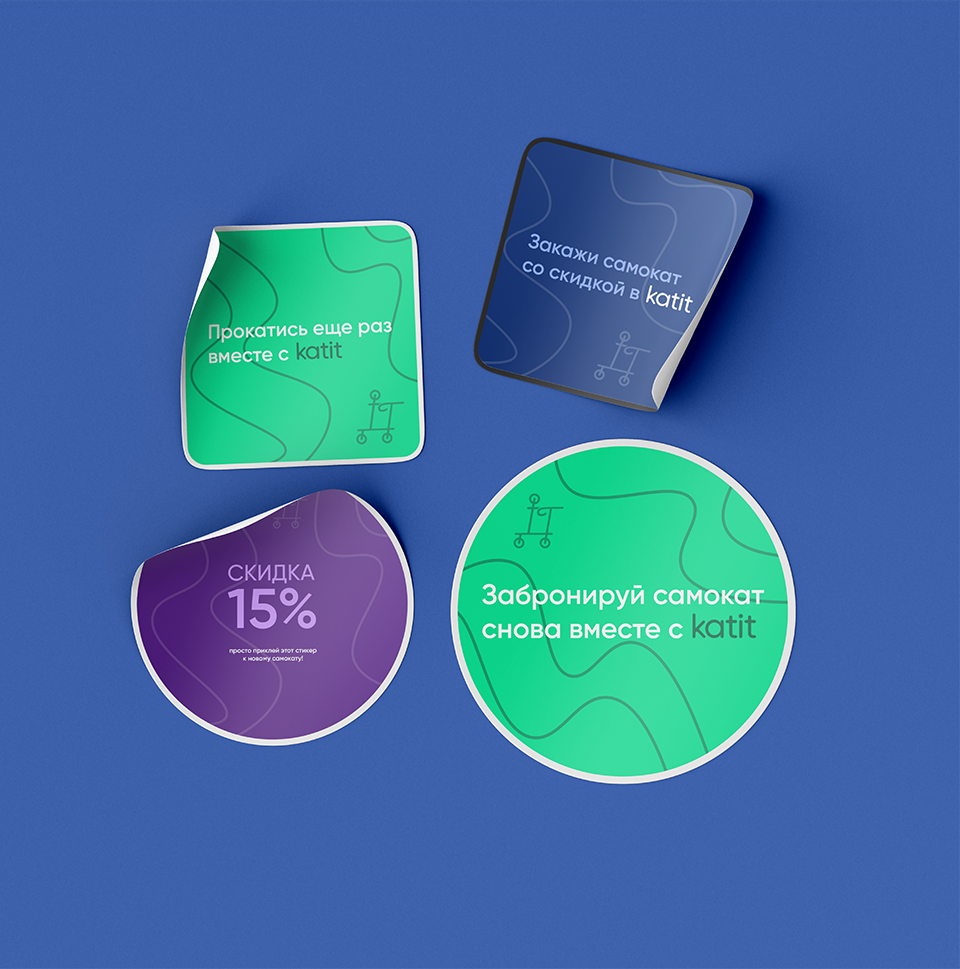 Закажи самокат
со скидкой в katit
Прокатись еще раз
вместе с katit
СКИДКА
15%
просто приклей этот стикер
к новому самокату!
Забронируй самокат
снова вместе с katit